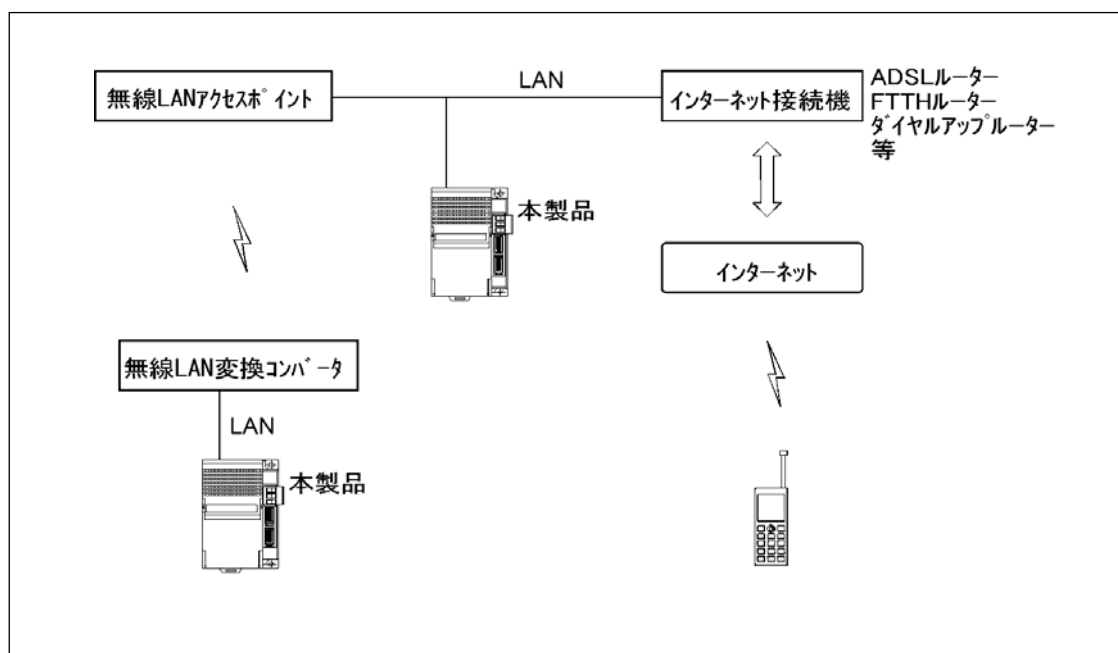 無線LANアクセスポイント
LAN
インターネット接続機
ADSLルーター
FTTHルーター
ダイヤルアップルーター
等
本製品
インターネット
無線LAN変換コンバータ
LAN
本製品